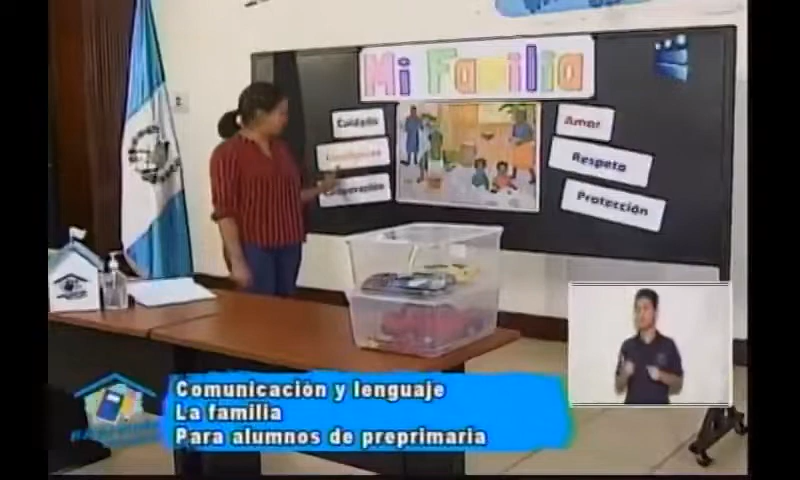 Mi Familia
Cuidado
Amor
Respeto
Protección
Comunicación y lenguaje
La familia
Para alumnos de preprimaria